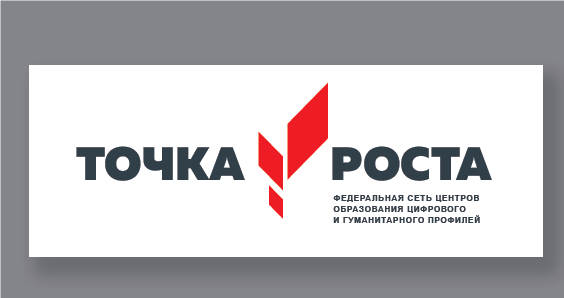 ТОЧКА РОСТА
ФЕДЕРАЛЬНАЯ СЕТЬ ЦЕНТРОВ
ОБРАЗОВАНИЯ ЦИФРОВОГО
И ГУМАНИТАРНОГО ПРОФИЛЕЙ